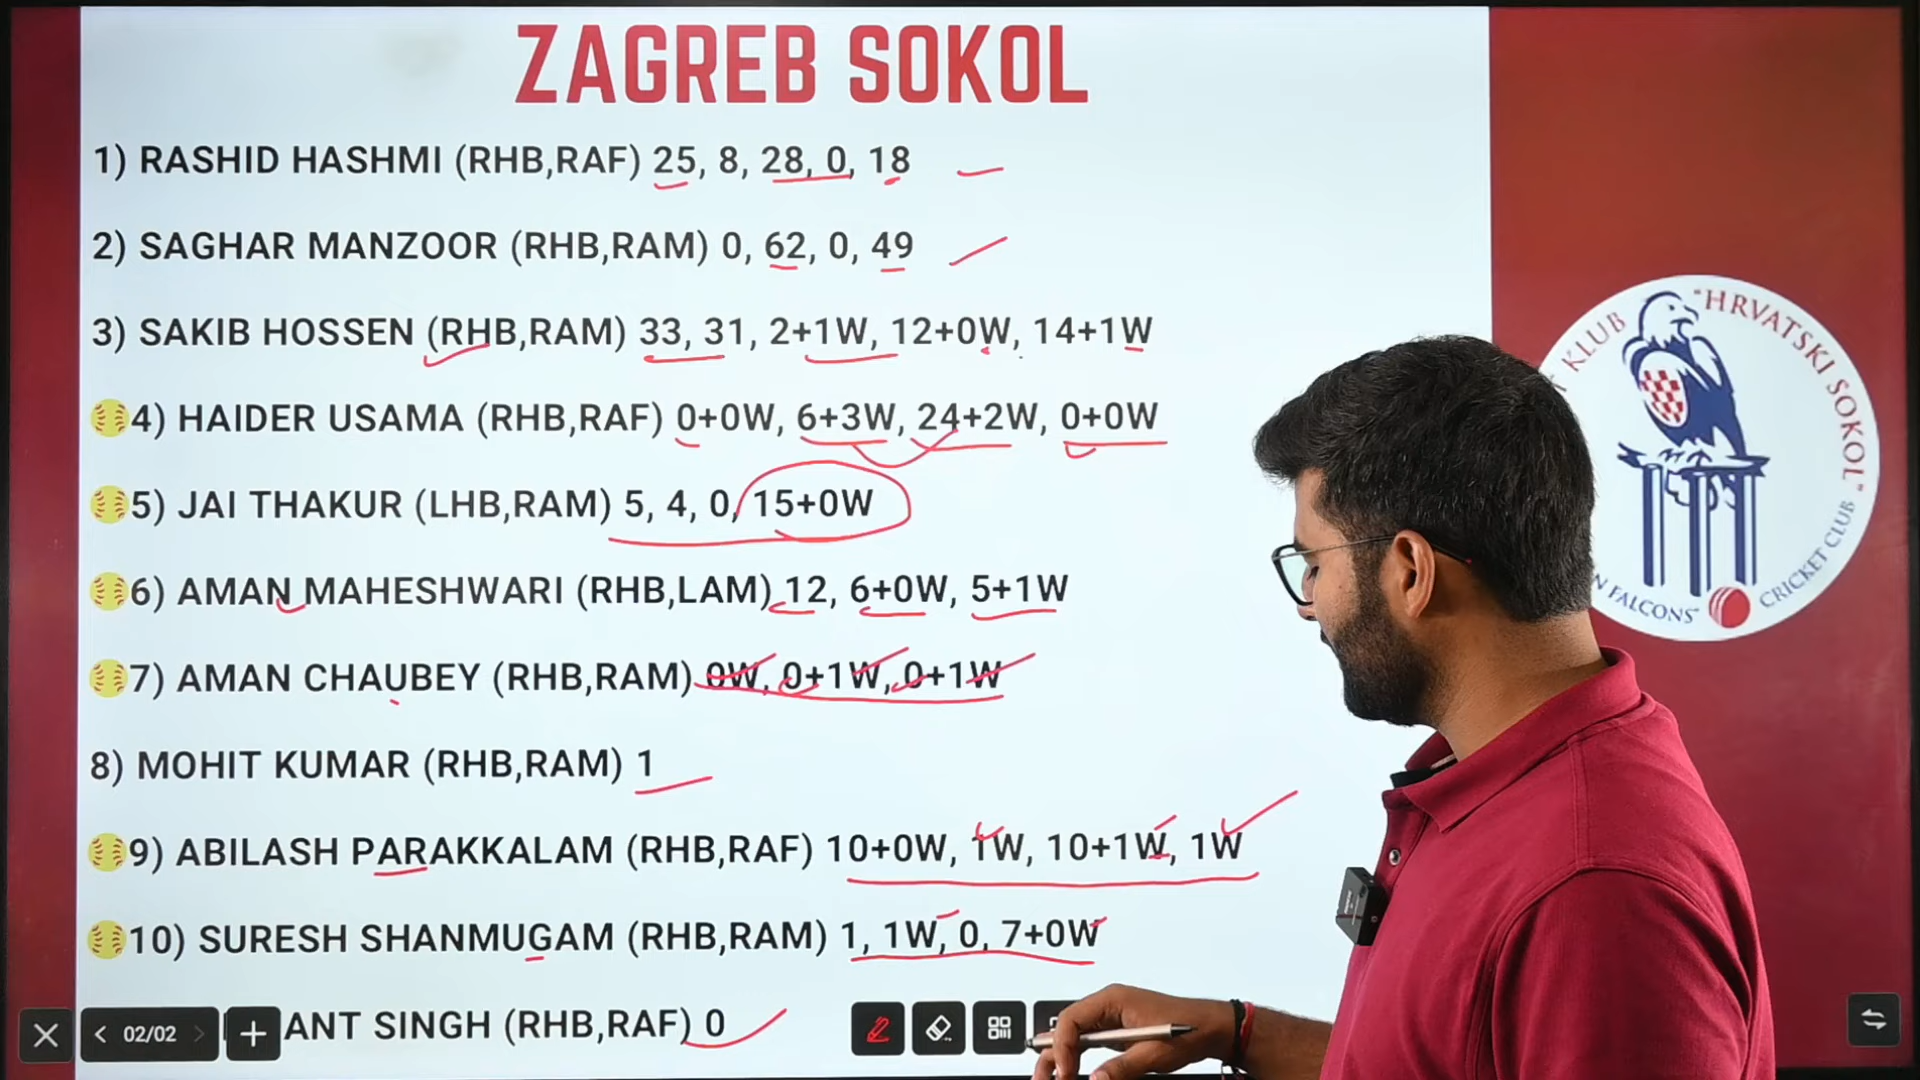 ZAGREB SOKOL
1) RASHID HASHMI (RHB,RAF) 25, 8, 28, 0, 18
2) SAGHAR MANZOOR (RHB,RAM) 0, 62, 0, 49
3) SAKIB HOSSEN (RHB,RAM) 33, 31, 2+1W, 12+0W, 14+1W
4) HAIDER USAMA (RHB,RAF) 0+0W, 6+3W, 24+2W, 0+0W
5) JAI THAKUR (LHB,RAM) 5, 4, 0, 15+0W
6) AMAN MAHESHWARI (RHB,LAM) 12, 6+0W, 5+1W
7) AMAN CHAUBEY (RHB,RAM) 0W, 0+1W, 0+1W
8) MOHIT KUMAR (RHB,RAM) 1
9) ABILASH PARAKKALAM (RHB,RAF) 10+0W, 1W, 10+1W, 1W
10) SURESH SHANMUGAM (RHB,RAM) 1, 1W, 0, 7+0W
ANT SINGH (RHB,RAF) 0
02/02
KLUB "HRVATSKI SOKOL"
N FALCONS" CRICKET CLUB